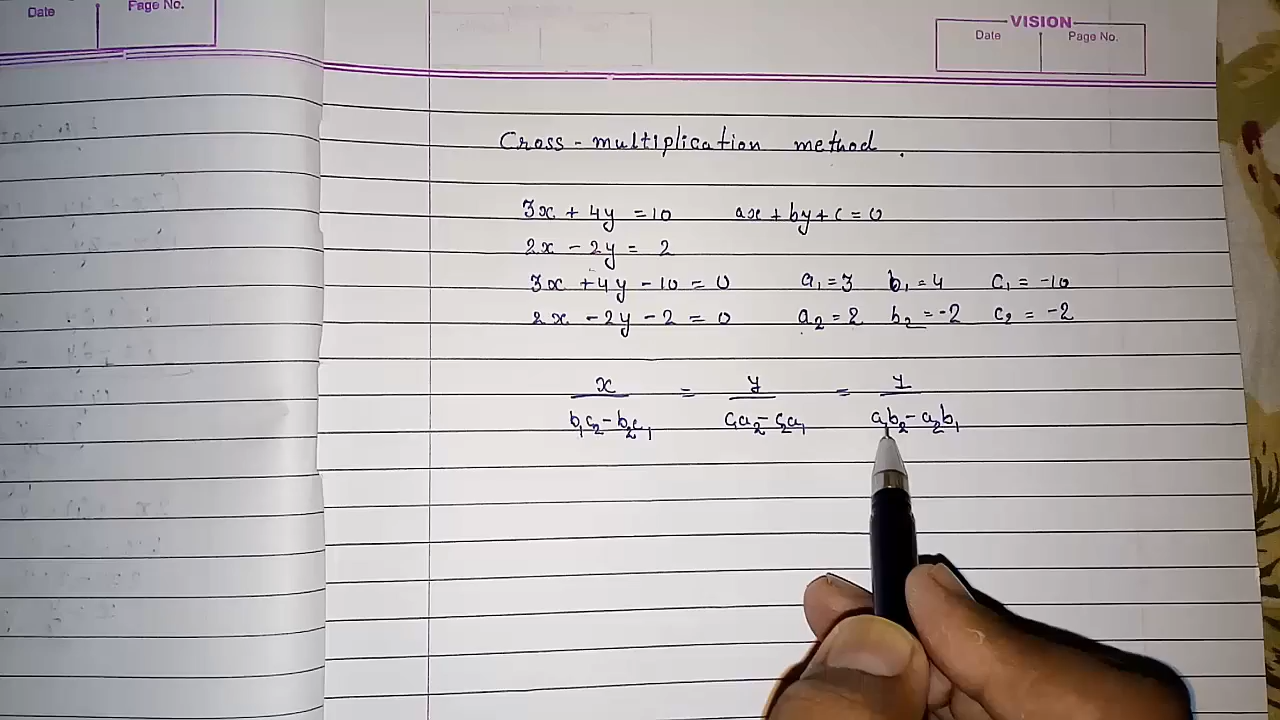 Date Page No.
VISION
Date Page No.
Cross-multiplication method.
3x + 4y = 10 ax + by + c = 0
2x - 2y = 2
3x + 4y - 10 = 0 a₁ = 3 b₁ = 4 c₁ = -10
2x - 2y - 2 = 0 a₂ = 2 b₂ = -2 c₂ = -2
x/(b₁c₂ - b₂c₁) = y/(c₁a₂ - c₂a₁) = 1/(a₁b₂ - a₂b₁)